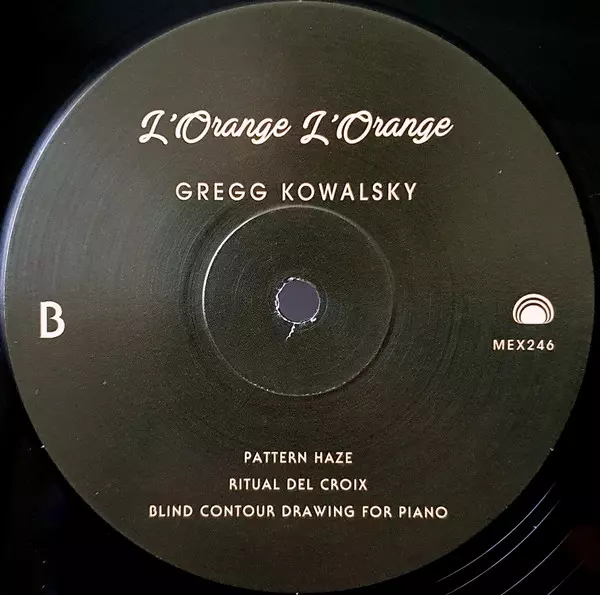 L'Orange L'Orange
GREGG KOWALSKY
B
MEX246
PATTERN HAZE
RITUAL DEL CROIX
BLIND CONTOUR DRAWING FOR PIANO